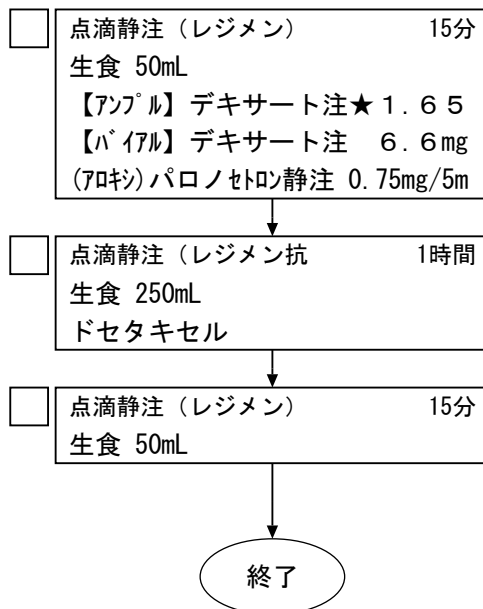 点滴静注（レジメン） 15分
生食 50mL
【ｱﾝﾌﾟﾙ】デキサート注★１.６５
【ﾊﾞｲｱﾙ】デキサート注　６.６mg
(ｱﾛｷｼ)パロノｾﾄロン静注 0.75mg/5m
点滴静注（レジメン抗 1時間
生食 250mL
ドセタキセル
点滴静注（レジメン） 15分
生食 50mL
終了